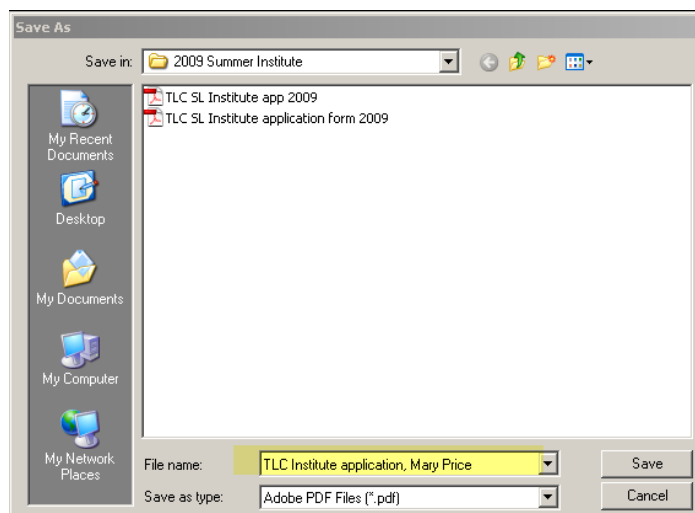 Save As
Save in:
2009 Summer Institute
TLC SL Institute app 2009
TLC SL Institute application form 2009
My Recent
Documents
Desktop
My Documents
My Computer
My Network
Places
File name:
TLC Institute application, Mary Price
Save
Save as type:
Adobe PDF Files (*.pdf)
Cancel